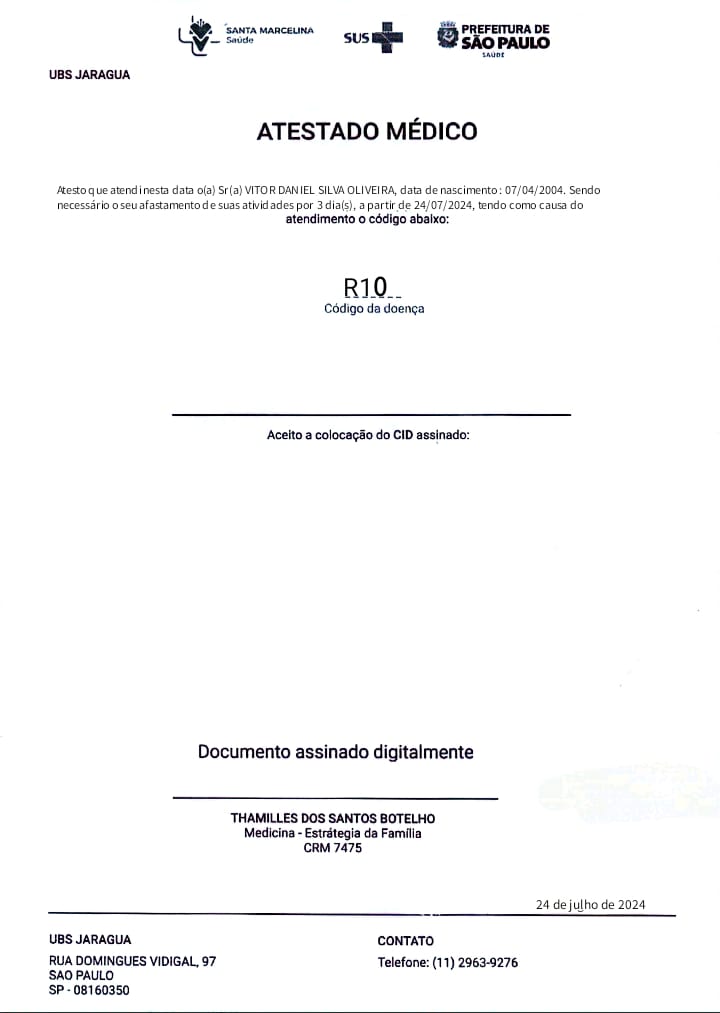 SANTA MARCELINA
Saúde
SUS
PREFEITURA DE
SÃO PAULO
SAÚDE
UBS JARAGUA
ATESTADO MÉDICO
Atesto que atendi nesta data o(a) Sr(a) VITOR DANIEL SILVA OLIVEIRA, data de nascimento: 07/04/2004. Sendo
necessário o seu afastamento de suas atividades por 3 dia(s), a partir de 24/07/2024, tendo como causa do
atendimento o código abaixo:
R10
Código da doença
Aceito a colocação do CID assinado:
Documento assinado digitalmente
THAMILLES DOS SANTOS BOTELHO
Medicina - Estrátegia da Família
CRM 7475
24 de julho de 2024
UBS JARAGUA
RUA DOMINGUES VIDIGAL, 97
SAO PAULO
SP - 08160350
CONTATO
Telefone: (11) 2963-9276